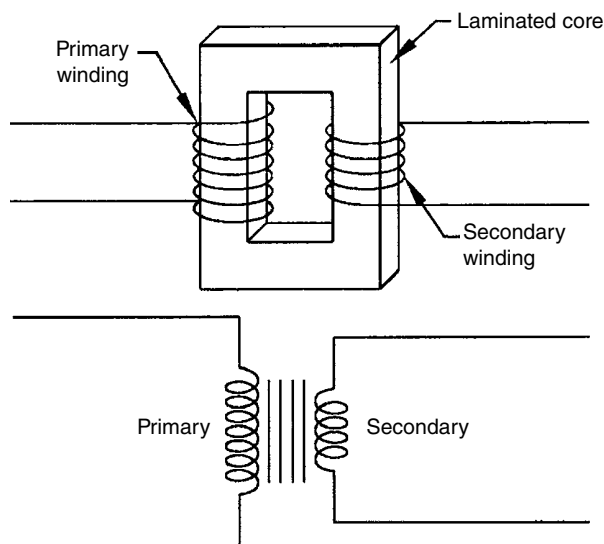 Laminated core
Primary
winding
Secondary
winding
Primary
Secondary